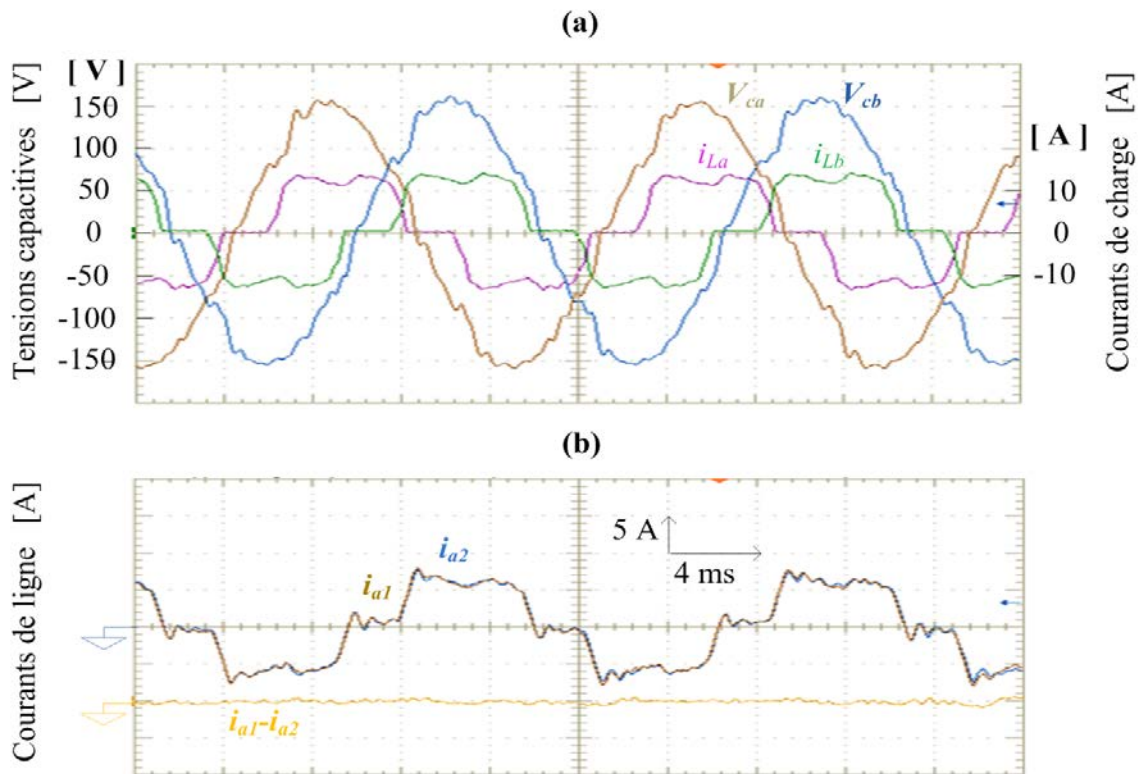 (a)
Tensions capacitives [V]
[ V ]
150
100
50
0
-50
-100
-150
V_ca
V_cb
i_La
i_Lb
[ A ]
10
0
-10
Courants de charge [A]
(b)
Courants de ligne [A]
i_a1
i_a2
5 A
4 ms
i_a1-i_a2